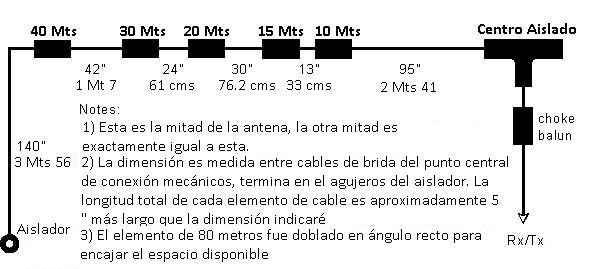 40 Mts 30 Mts 20 Mts 15 Mts 10 Mts Centro Aislado
42" 24" 30" 13" 95"
1 Mt 7 61 cms 76.2 cms 33 cms 2 Mts 41
choke
balun
Notes:
1) Esta es la mitad de la antena, la otra mitad es
exactamente igual a esta.
140"
3 Mts 56
2) La dimensión es medida entre cables de brida del punto central
de conexión mecánicos, termina en el agujeros del aislador. La
longitud total de cada elemento de cable es aproximadamente 5
" más largo que la dimensión indicaré
3) El elemento de 80 metros fue doblado en ángulo recto para
encajar el espacio disponible
Aislador
Rx/Tx